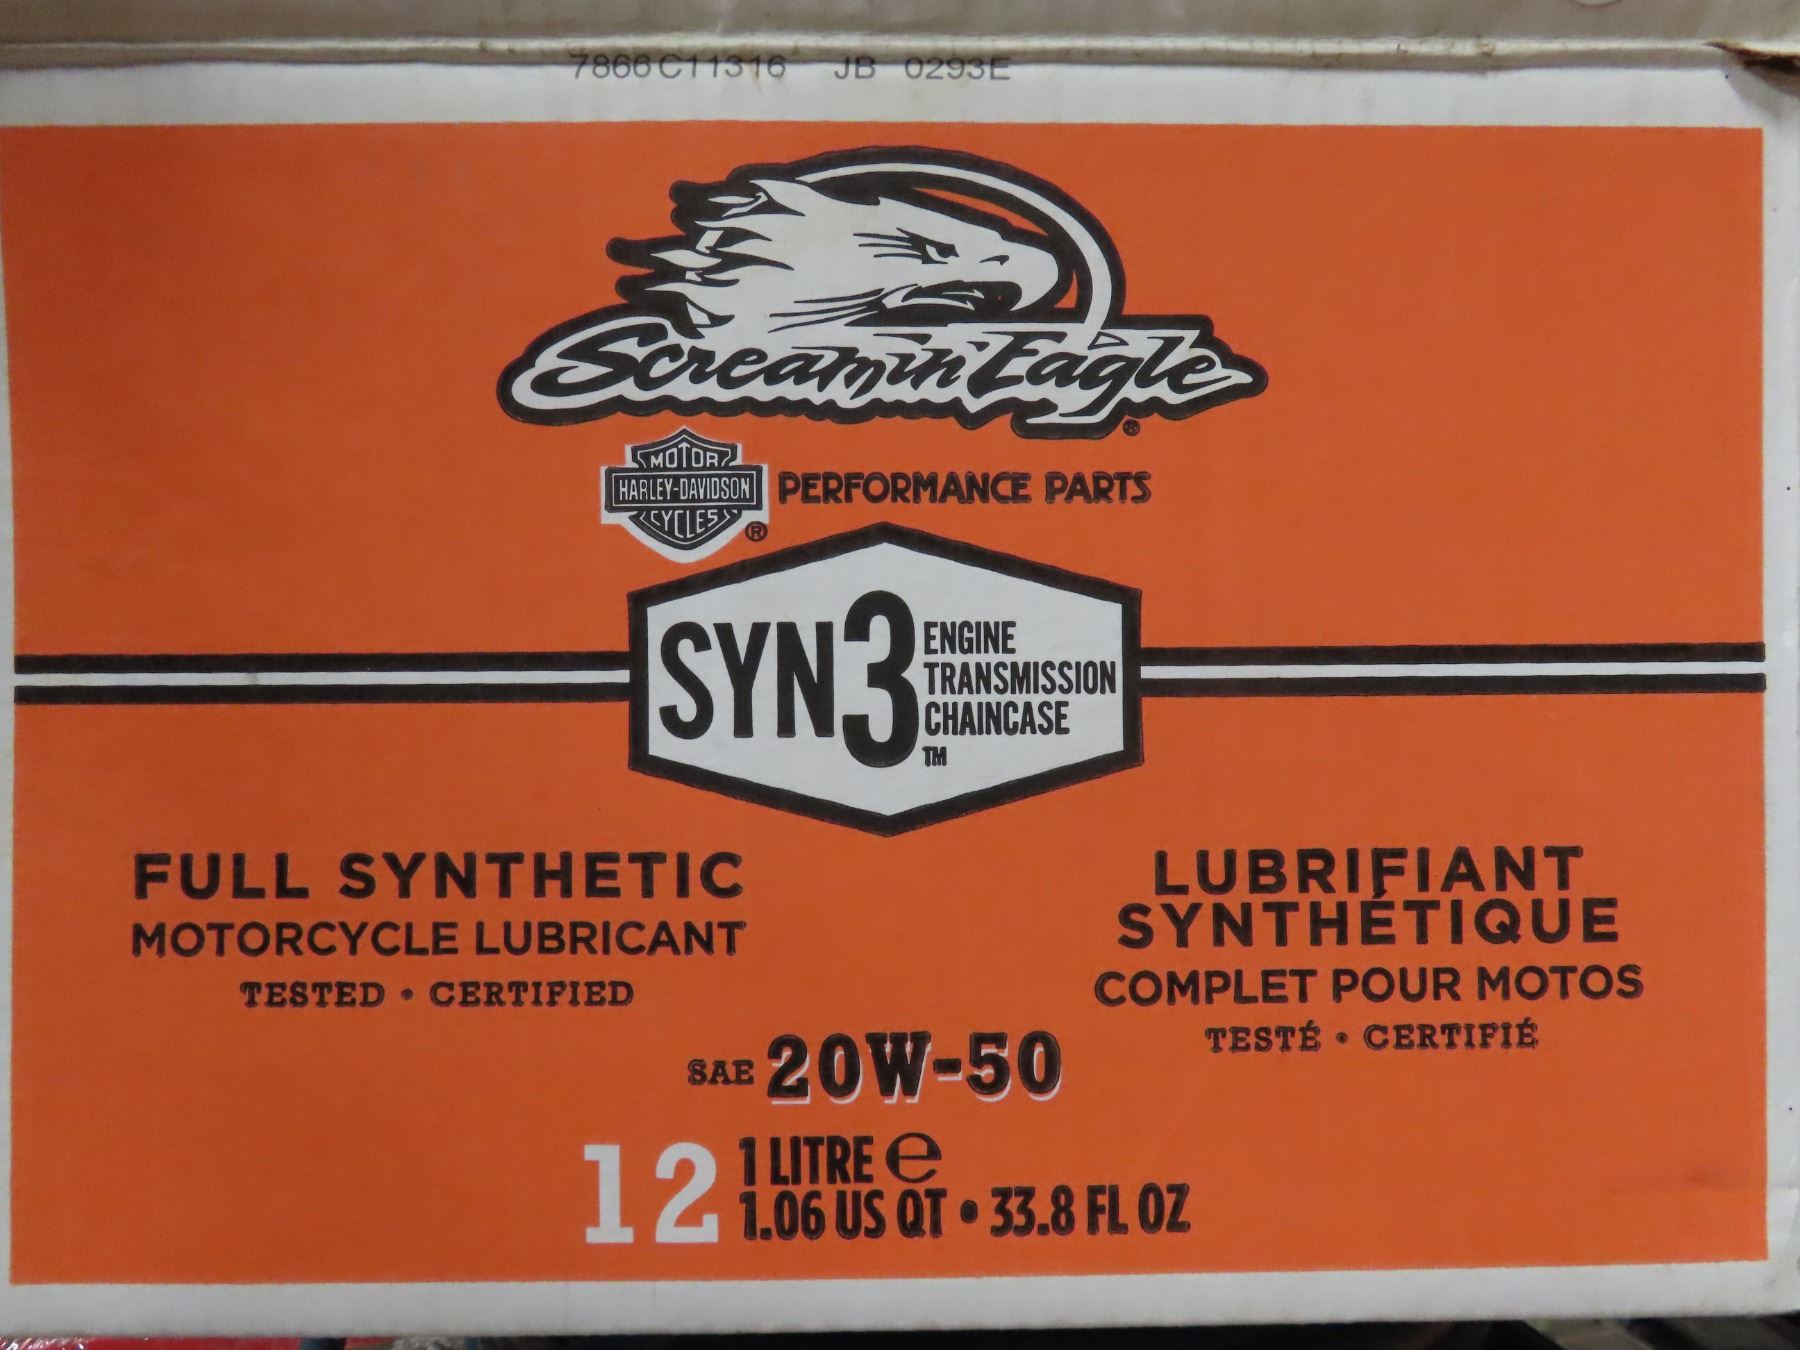 7866C11316 JB 0293E
Screamin' Eagle ®
MOTOR
HARLEY-DAVIDSON
CYCLES ®
PERFORMANCE PARTS
SYN3
ENGINE
TRANSMISSION
CHAINCASE
TM
FULL SYNTHETIC
MOTORCYCLE LUBRICANT
TESTED • CERTIFIED
LUBRIFIANT
SYNTHÉTIQUE
COMPLET POUR MOTOS
TESTÉ • CERTIFIÉ
SAE 20W-50
12
1 LITRE ℮
1.06 US QT • 33.8 FL OZ